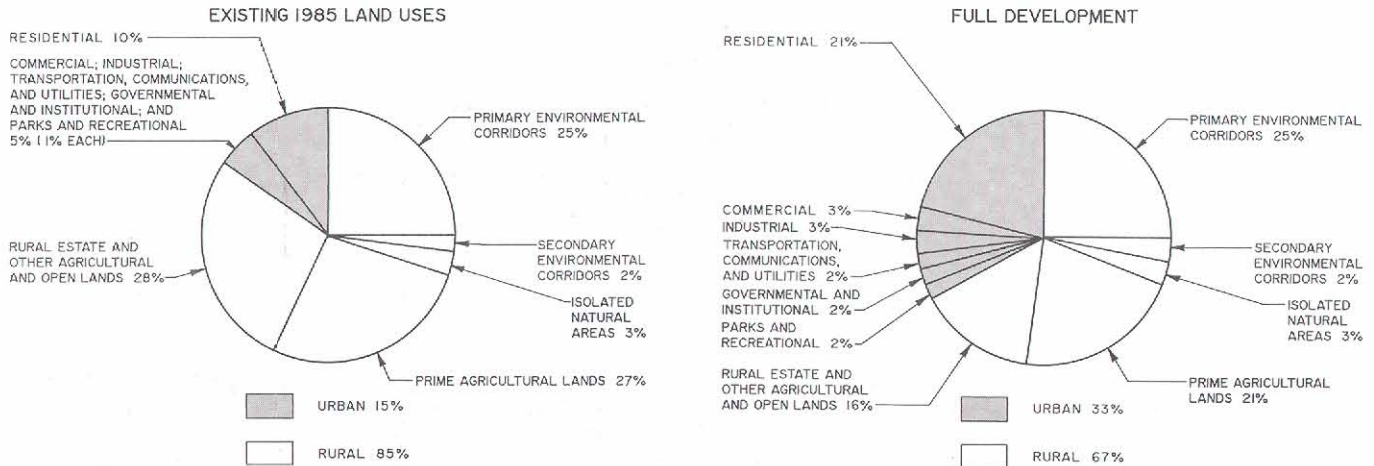 EXISTING 1985 LAND USES
RESIDENTIAL 10%
COMMERCIAL; INDUSTRIAL;
TRANSPORTATION, COMMUNICATIONS,
AND UTILITIES; GOVERNMENTAL
AND INSTITUTIONAL; AND
PARKS AND RECREATIONAL
5% (1% EACH)
RURAL ESTATE AND
OTHER AGRICULTURAL
AND OPEN LANDS 28%
PRIMARY ENVIRONMENTAL
CORRIDORS 25%
SECONDARY
ENVIRONMENTAL
CORRIDORS 2%
ISOLATED
NATURAL
AREAS 3%
PRIME AGRICULTURAL LANDS 27%
URBAN 15%
RURAL 85%
FULL DEVELOPMENT
RESIDENTIAL 21%
COMMERCIAL 3%
INDUSTRIAL 3%
TRANSPORTATION,
COMMUNICATIONS,
AND UTILITIES 2%
GOVERNMENTAL AND
INSTITUTIONAL 2%
PARKS AND
RECREATIONAL 2%
RURAL ESTATE AND
OTHER AGRICULTURAL
AND OPEN LANDS 16%
PRIMARY ENVIRONMENTAL
CORRIDORS 25%
SECONDARY
ENVIRONMENTAL
CORRIDORS 2%
ISOLATED
NATURAL
AREAS 3%
PRIME AGRICULTURAL
LANDS 21%
URBAN 33%
RURAL 67%